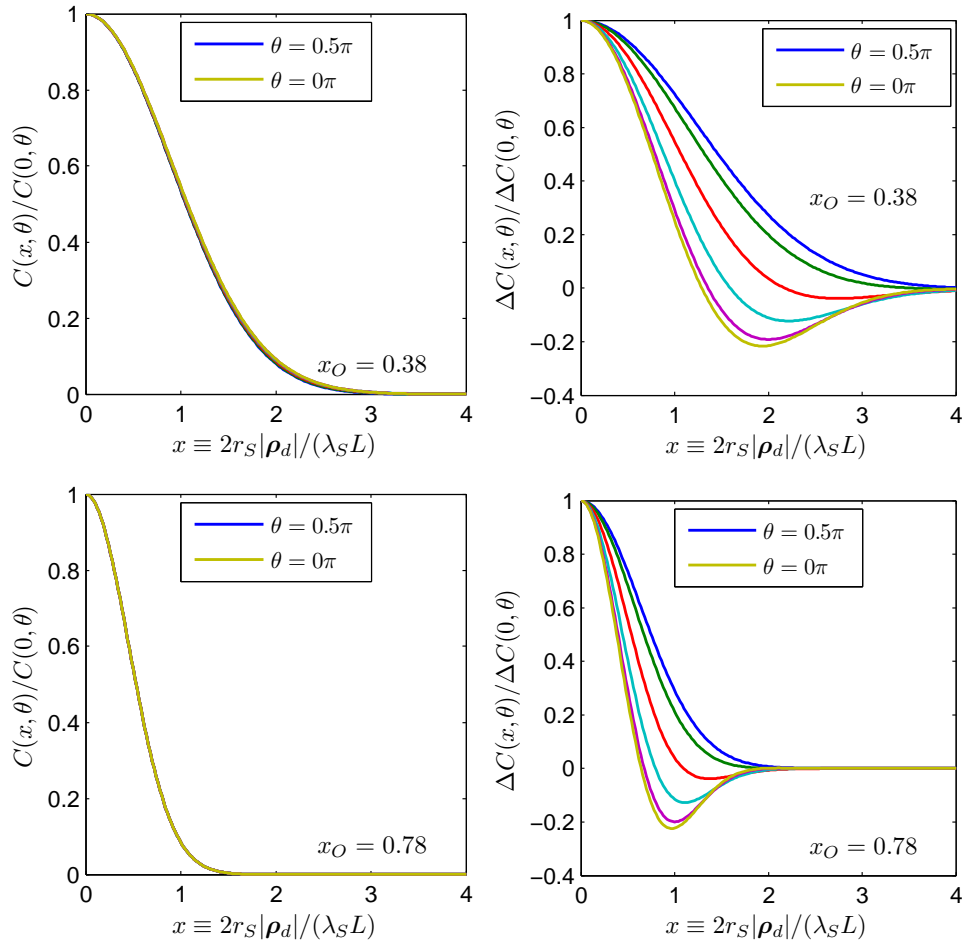 C(x, θ)/C(0, θ)
1
0.8
0.6
0.4
0.2
0
θ = 0.5π
θ = 0π
x_O = 0.38
0 1 2 3 4
x ≡ 2r_S|ρ_d|/(λ_S L)
ΔC(x, θ)/ΔC(0, θ)
1
0.8
0.6
0.4
0.2
0
−0.2
−0.4
θ = 0.5π
θ = 0π
x_O = 0.38
0 1 2 3 4
x ≡ 2r_S|ρ_d|/(λ_S L)
C(x, θ)/C(0, θ)
1
0.8
0.6
0.4
0.2
0
θ = 0.5π
θ = 0π
x_O = 0.78
0 1 2 3 4
x ≡ 2r_S|ρ_d|/(λ_S L)
ΔC(x, θ)/ΔC(0, θ)
1
0.8
0.6
0.4
0.2
0
−0.2
−0.4
θ = 0.5π
θ = 0π
x_O = 0.78
0 1 2 3 4
x ≡ 2r_S|ρ_d|/(λ_S L)